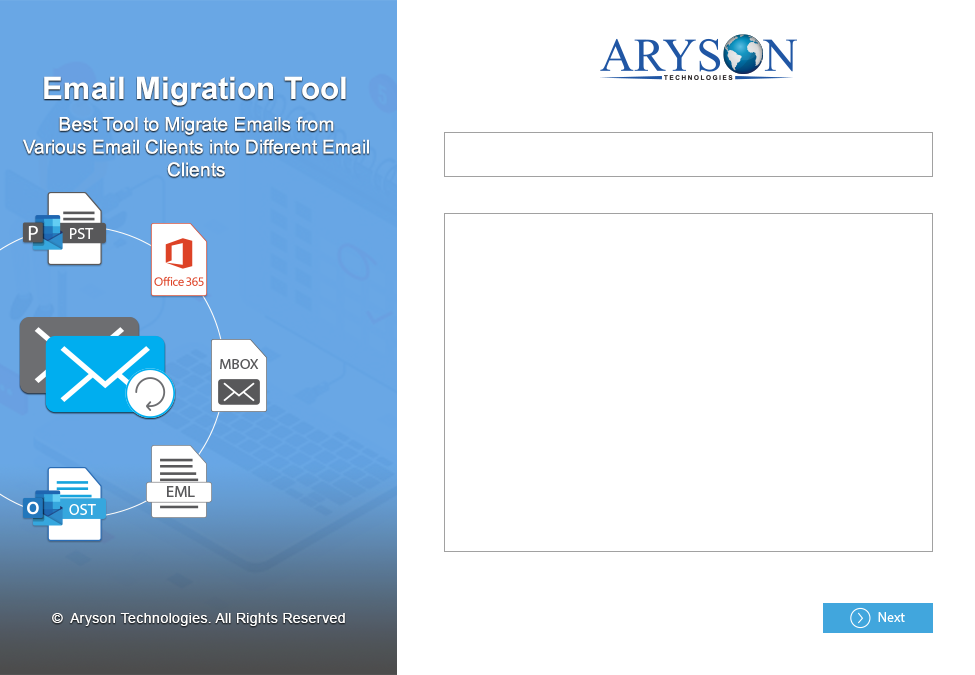 Email Migration Tool
Best Tool to Migrate Emails from
Various Email Clients into Different Email
Clients
P PST
Office 365
MBOX
EML
O OST
© Aryson Technologies. All Rights Reserved
ARYSON
TECHNOLOGIES
Next